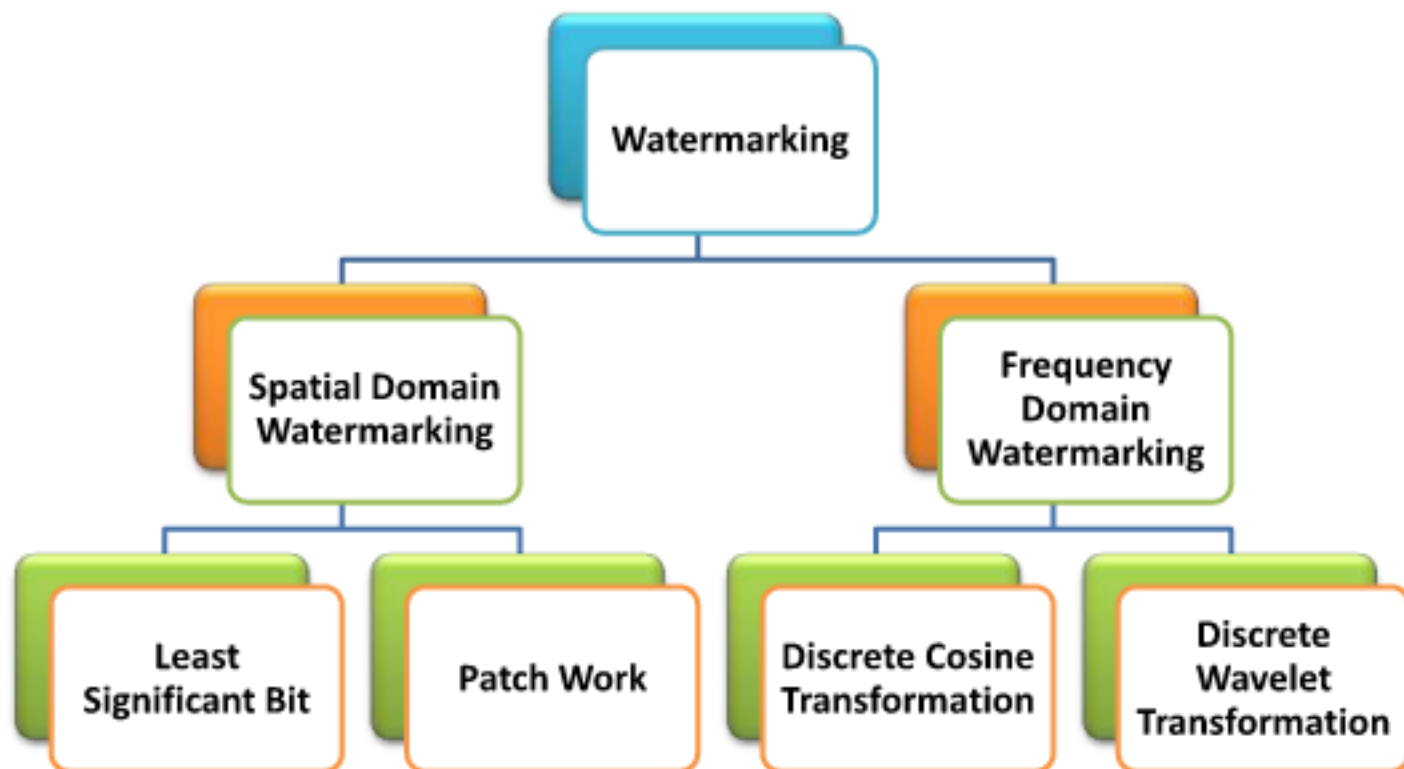 Watermarking
Spatial Domain
Watermarking
Frequency
Domain
Watermarking
Least
Significant Bit
Patch Work
Discrete Cosine
Transformation
Discrete
Wavelet
Transformation